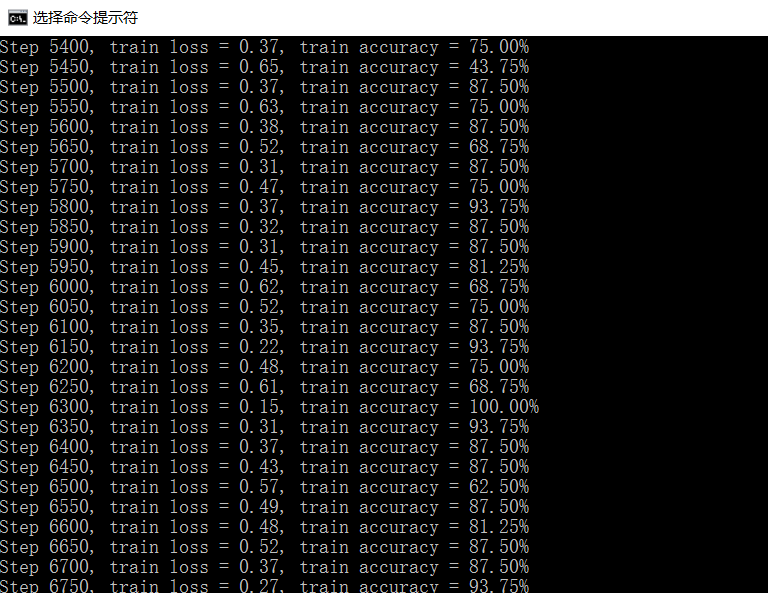 选择命令提示符
Step 5400, train loss = 0.37, train accuracy = 75.00%
Step 5450, train loss = 0.65, train accuracy = 43.75%
Step 5500, train loss = 0.37, train accuracy = 87.50%
Step 5550, train loss = 0.63, train accuracy = 75.00%
Step 5600, train loss = 0.38, train accuracy = 87.50%
Step 5650, train loss = 0.52, train accuracy = 68.75%
Step 5700, train loss = 0.31, train accuracy = 87.50%
Step 5750, train loss = 0.47, train accuracy = 75.00%
Step 5800, train loss = 0.37, train accuracy = 93.75%
Step 5850, train loss = 0.32, train accuracy = 87.50%
Step 5900, train loss = 0.31, train accuracy = 87.50%
Step 5950, train loss = 0.45, train accuracy = 81.25%
Step 6000, train loss = 0.62, train accuracy = 68.75%
Step 6050, train loss = 0.52, train accuracy = 75.00%
Step 6100, train loss = 0.35, train accuracy = 87.50%
Step 6150, train loss = 0.22, train accuracy = 93.75%
Step 6200, train loss = 0.48, train accuracy = 75.00%
Step 6250, train loss = 0.61, train accuracy = 68.75%
Step 6300, train loss = 0.15, train accuracy = 100.00%
Step 6350, train loss = 0.31, train accuracy = 93.75%
Step 6400, train loss = 0.37, train accuracy = 87.50%
Step 6450, train loss = 0.43, train accuracy = 87.50%
Step 6500, train loss = 0.57, train accuracy = 62.50%
Step 6550, train loss = 0.49, train accuracy = 87.50%
Step 6600, train loss = 0.48, train accuracy = 81.25%
Step 6650, train loss = 0.52, train accuracy = 87.50%
Step 6700, train loss = 0.37, train accuracy = 87.50%
Step 6750, train loss = 0.27, train accuracy = 93.75%